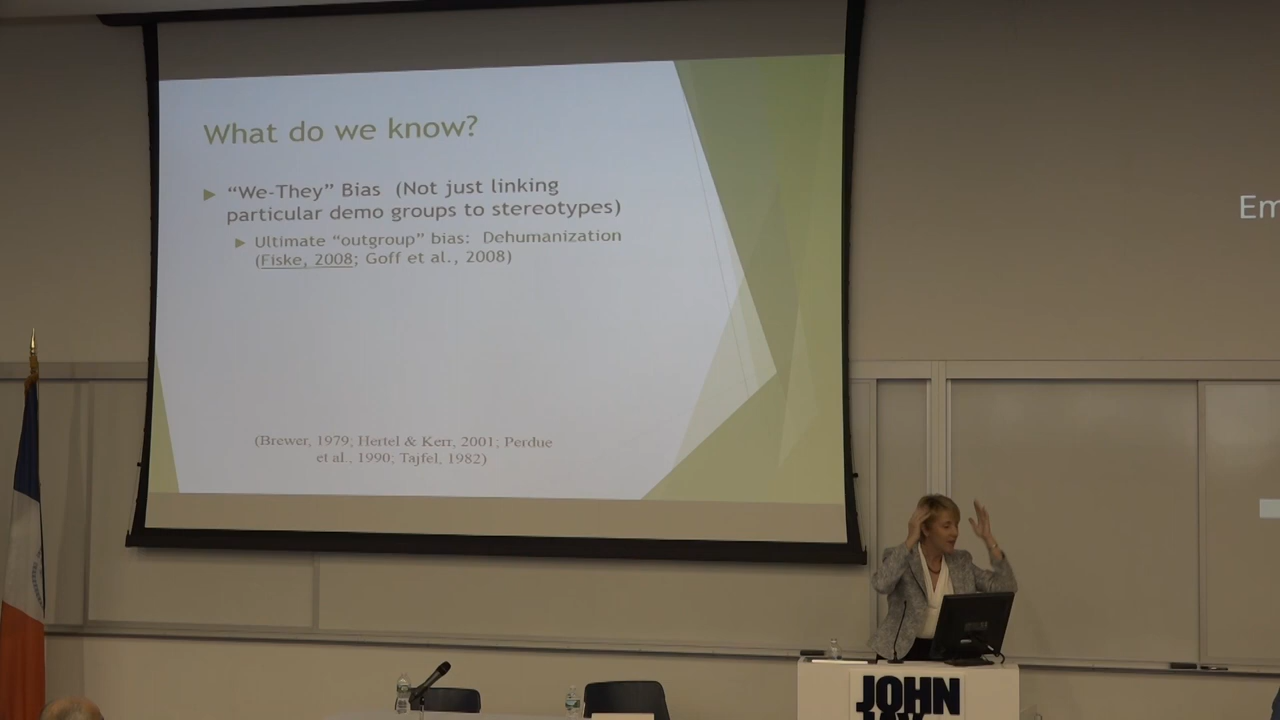 What do we know?
“We-They” Bias (Not just linking
particular demo groups to stereotypes)
Ultimate “outgroup” bias: Dehumanization
(Fiske, 2008; Goff et al., 2008)
(Brewer, 1979; Hertel & Kerr, 2001; Perdue
et al., 1990; Tajfel, 1982)
Em
JOHN
JAY